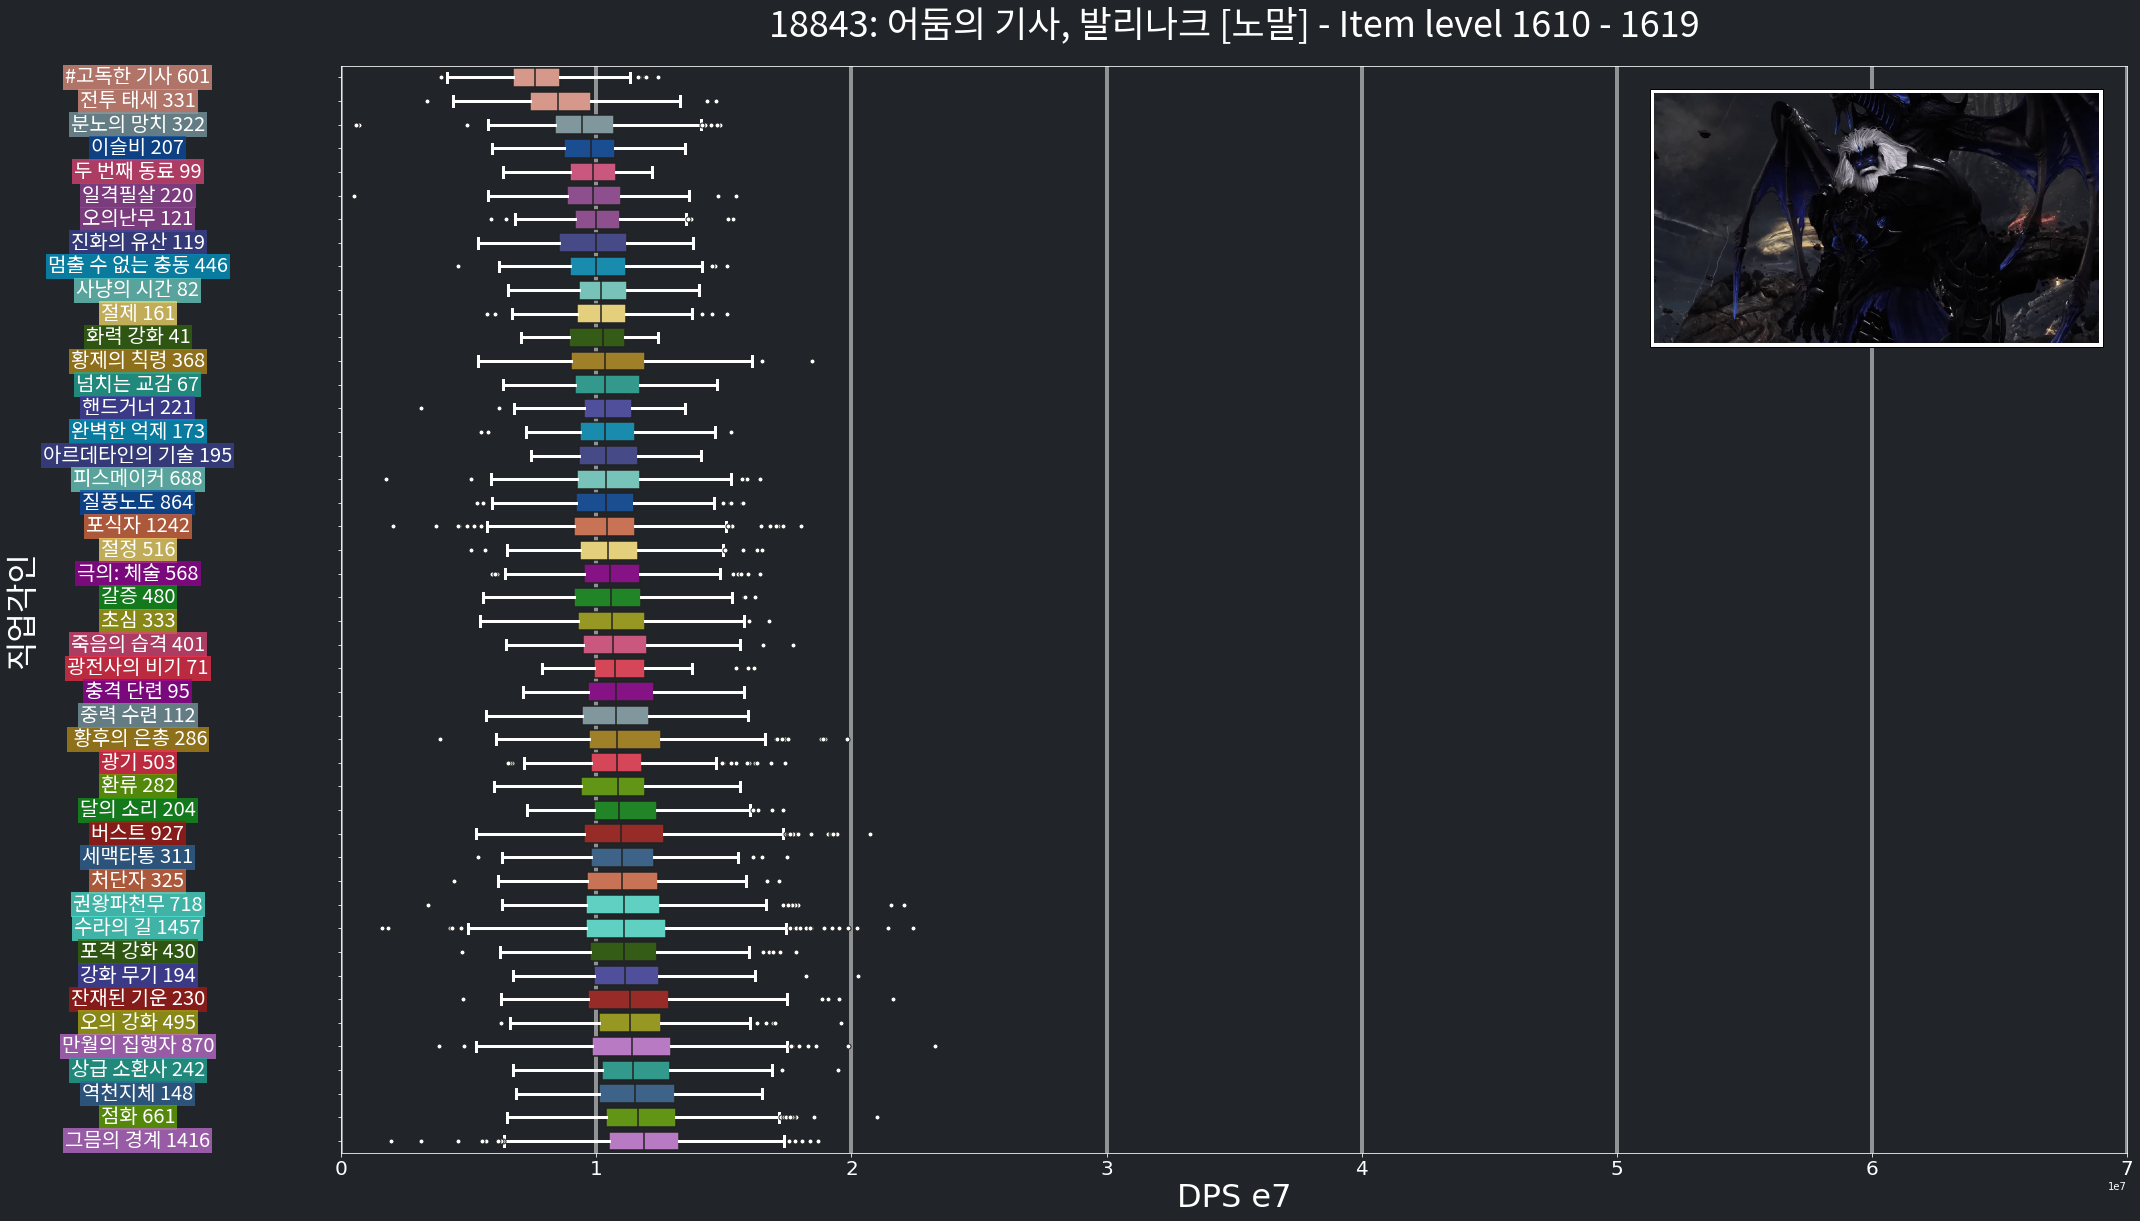 18843: 어둠의 기사, 발리나크 [노말] - Item level 1610 - 1619
#고독한 기사 601
전투 태세 331
분노의 망치 322
이슬비 207
두 번째 동료 99
일격필살 220
오의난무 121
진화의 유산 119
멈출 수 없는 충동 446
사냥의 시간 82
절제 161
화력 강화 41
황제의 칙령 368
넘치는 교감 67
핸드거너 221
완벽한 억제 173
아르데타인의 기술 195
피스메이커 688
질풍노도 864
포식자 1242
절정 516
극의: 체술 568
갈증 480
초심 333
죽음의 습격 401
광전사의 비기 71
충격 단련 95
중력 수련 112
황후의 은총 286
광기 503
환류 282
달의 소리 204
버스트 927
세맥타통 311
처단자 325
권왕파천무 718
수라의 길 1457
포격 강화 430
강화 무기 194
잔재된 기운 230
오의 강화 495
만월의 집행자 870
상급 소환사 242
역천지체 148
점화 661
그믐의 경계 1416
직업각인
0 1 2 3 4 5 6 7
DPS e7
1e7